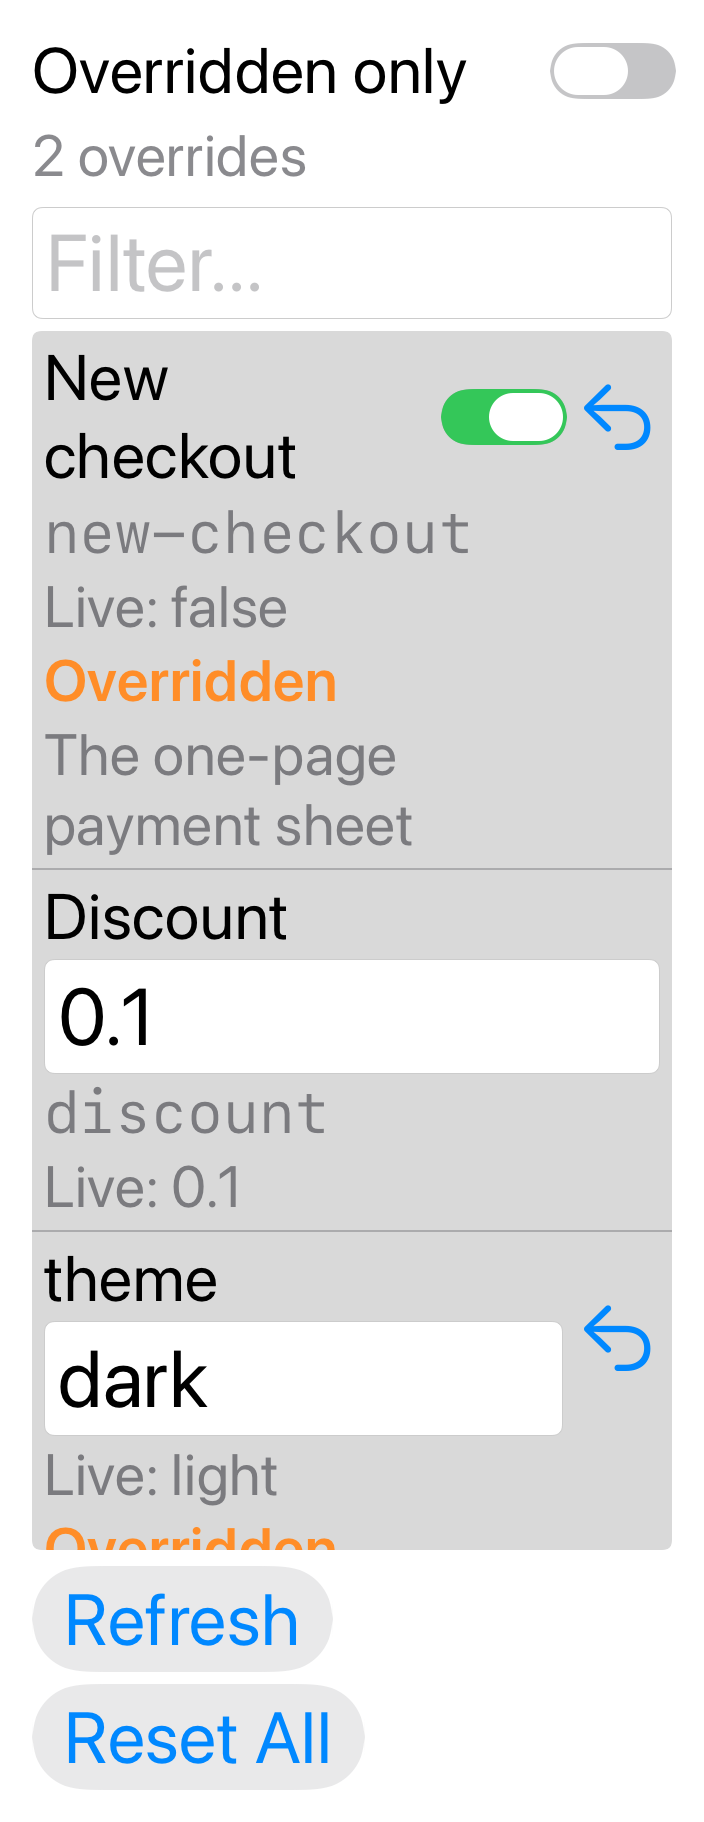 Overridden only
2 overrides
Filter...
New
checkout
new-checkout
Live: false
Overridden
The one-page
payment sheet
Discount
0.1
discount
Live: 0.1
theme
dark
Live: light
Overridden
Refresh
Reset All